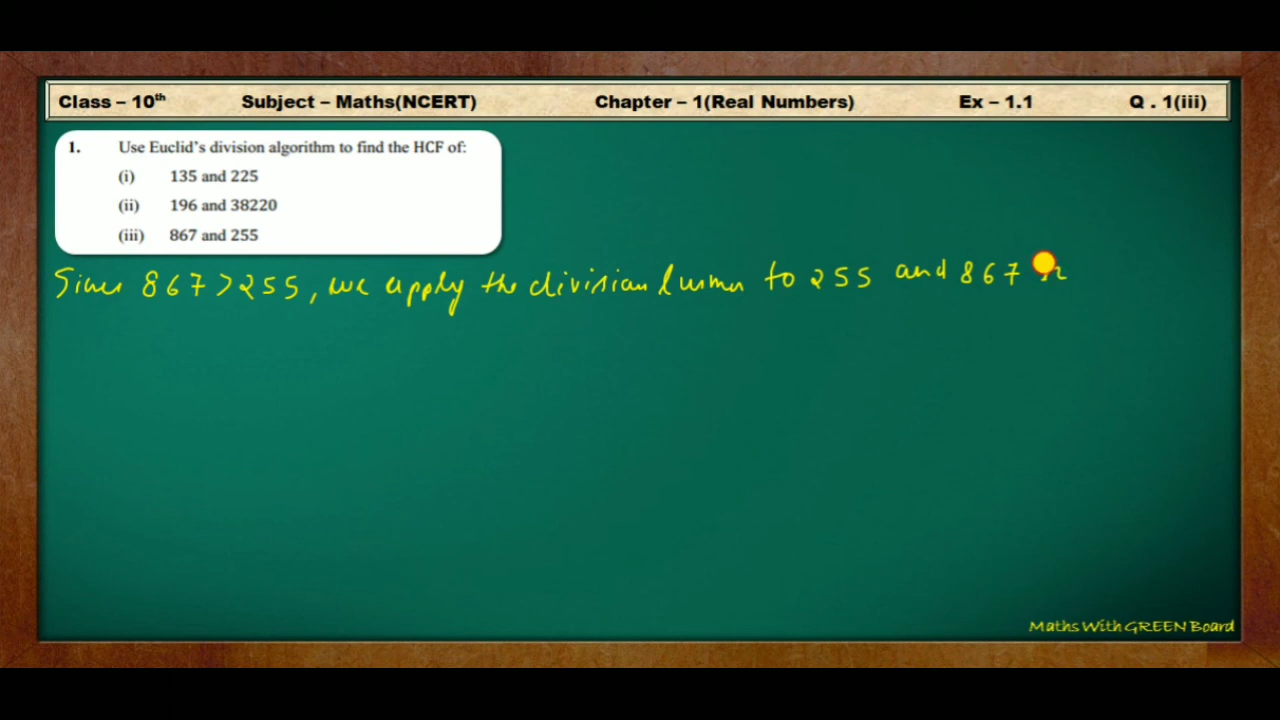 Class – 10th Subject – Maths(NCERT) Chapter – 1(Real Numbers) Ex – 1.1 Q . 1(iii)
1. Use Euclid's division algorithm to find the HCF of:
(i) 135 and 225
(ii) 196 and 38220
(iii) 867 and 255
Since 867 > 255, we apply the division lemma to 255 and 867
Maths With GREEN Board